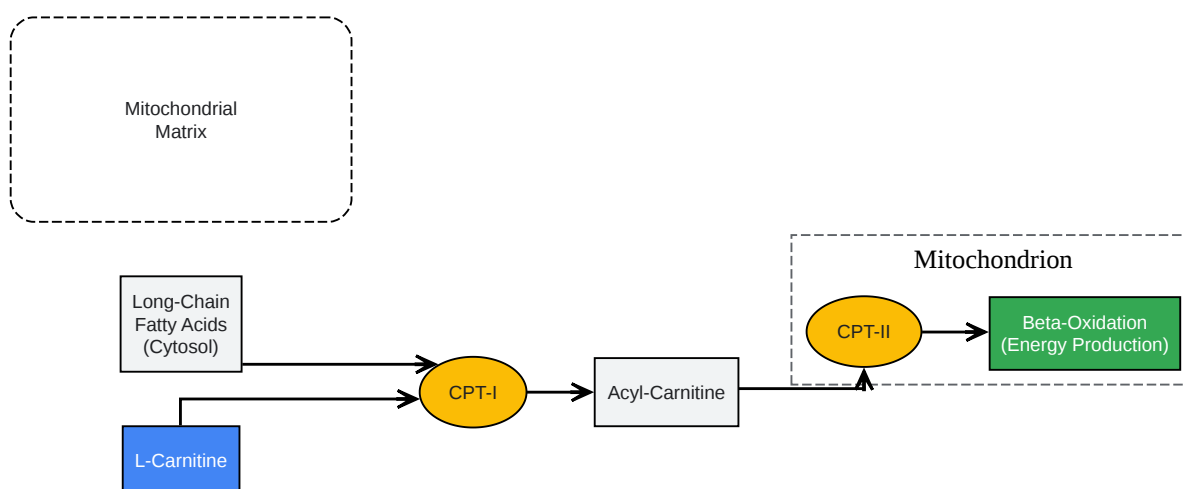 Mitochondrial
Matrix
Mitochondrion
Long-Chain
Fatty Acids
(Cytosol)
CPT-I
Acyl-Carnitine
CPT-II
Beta-Oxidation
(Energy Production)
L-Carnitine